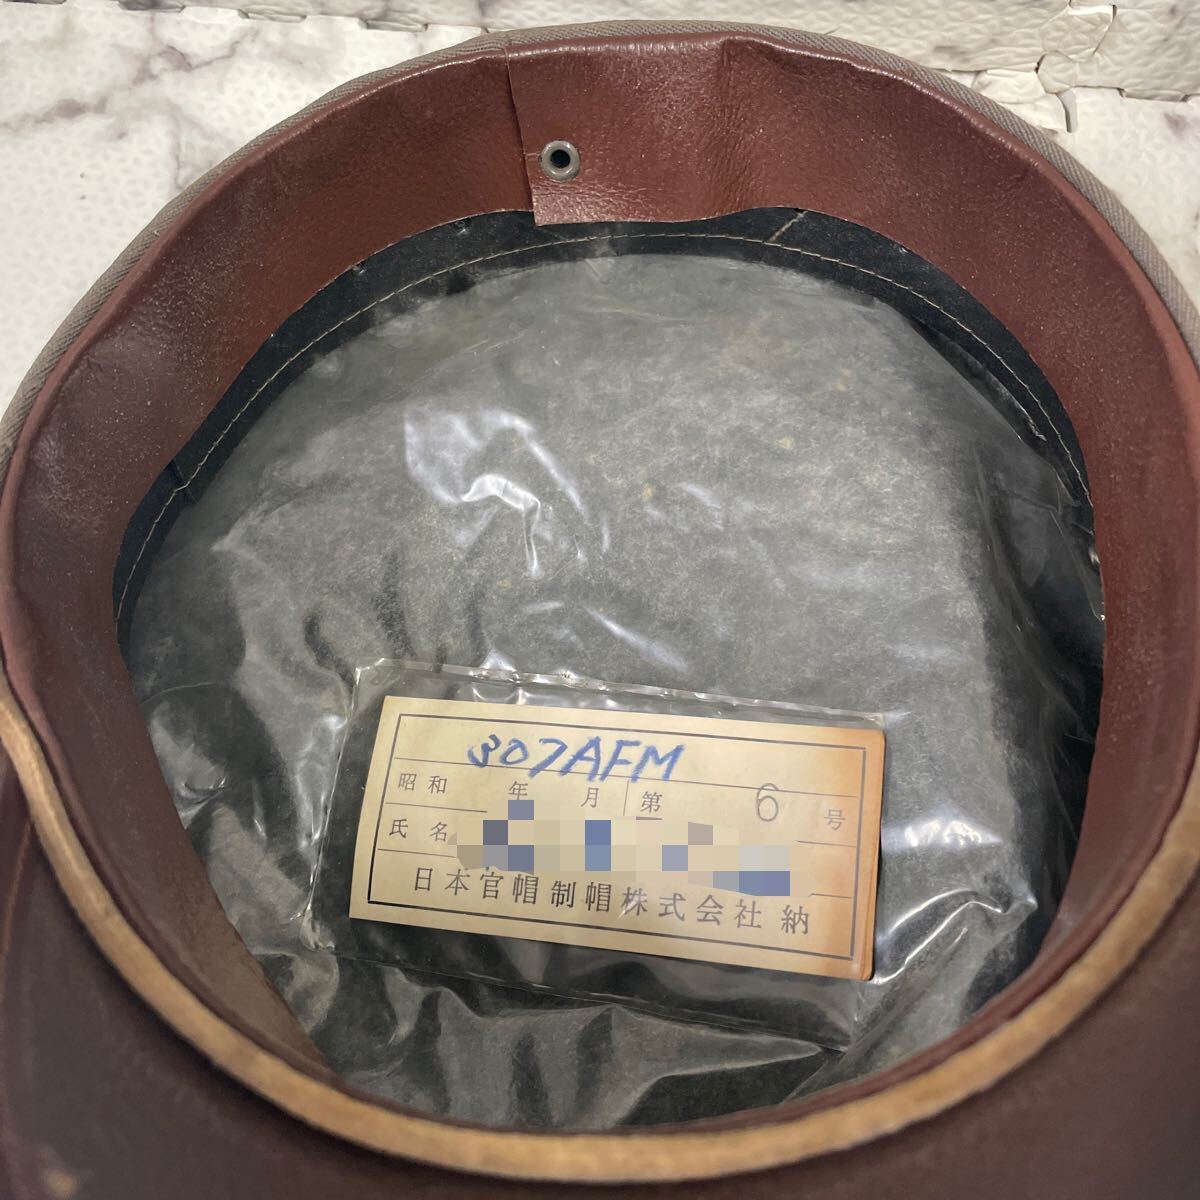 307AFM
昭和 年 月 第 6 号
氏名
日本官帽制帽株式会社納